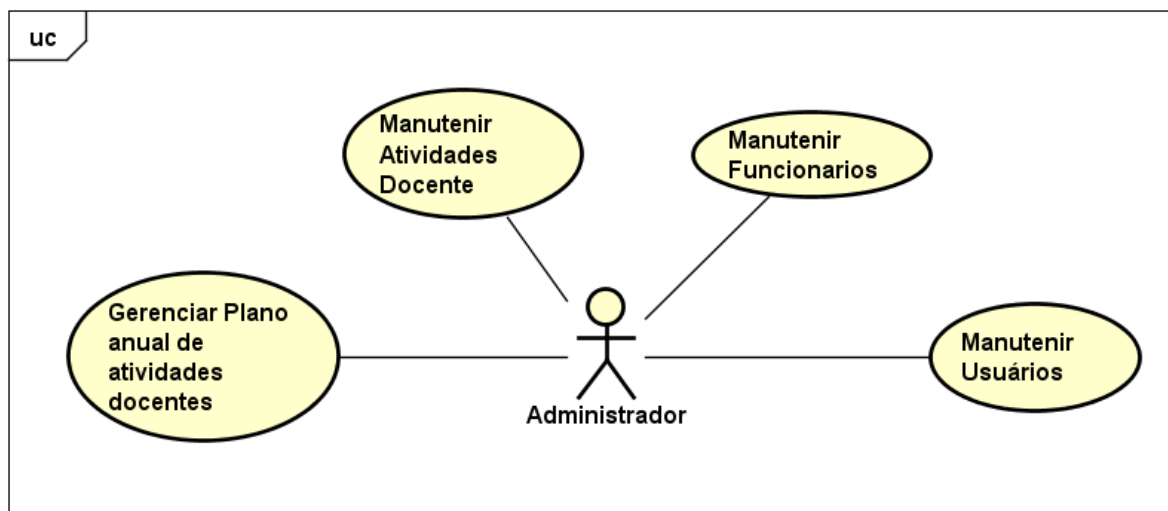 uc
Manutenir
Atividades
Docente
Manutenir
Funcionarios
Gerenciar Plano
anual de
atividades
docentes
Manutenir
Usuários
Administrador